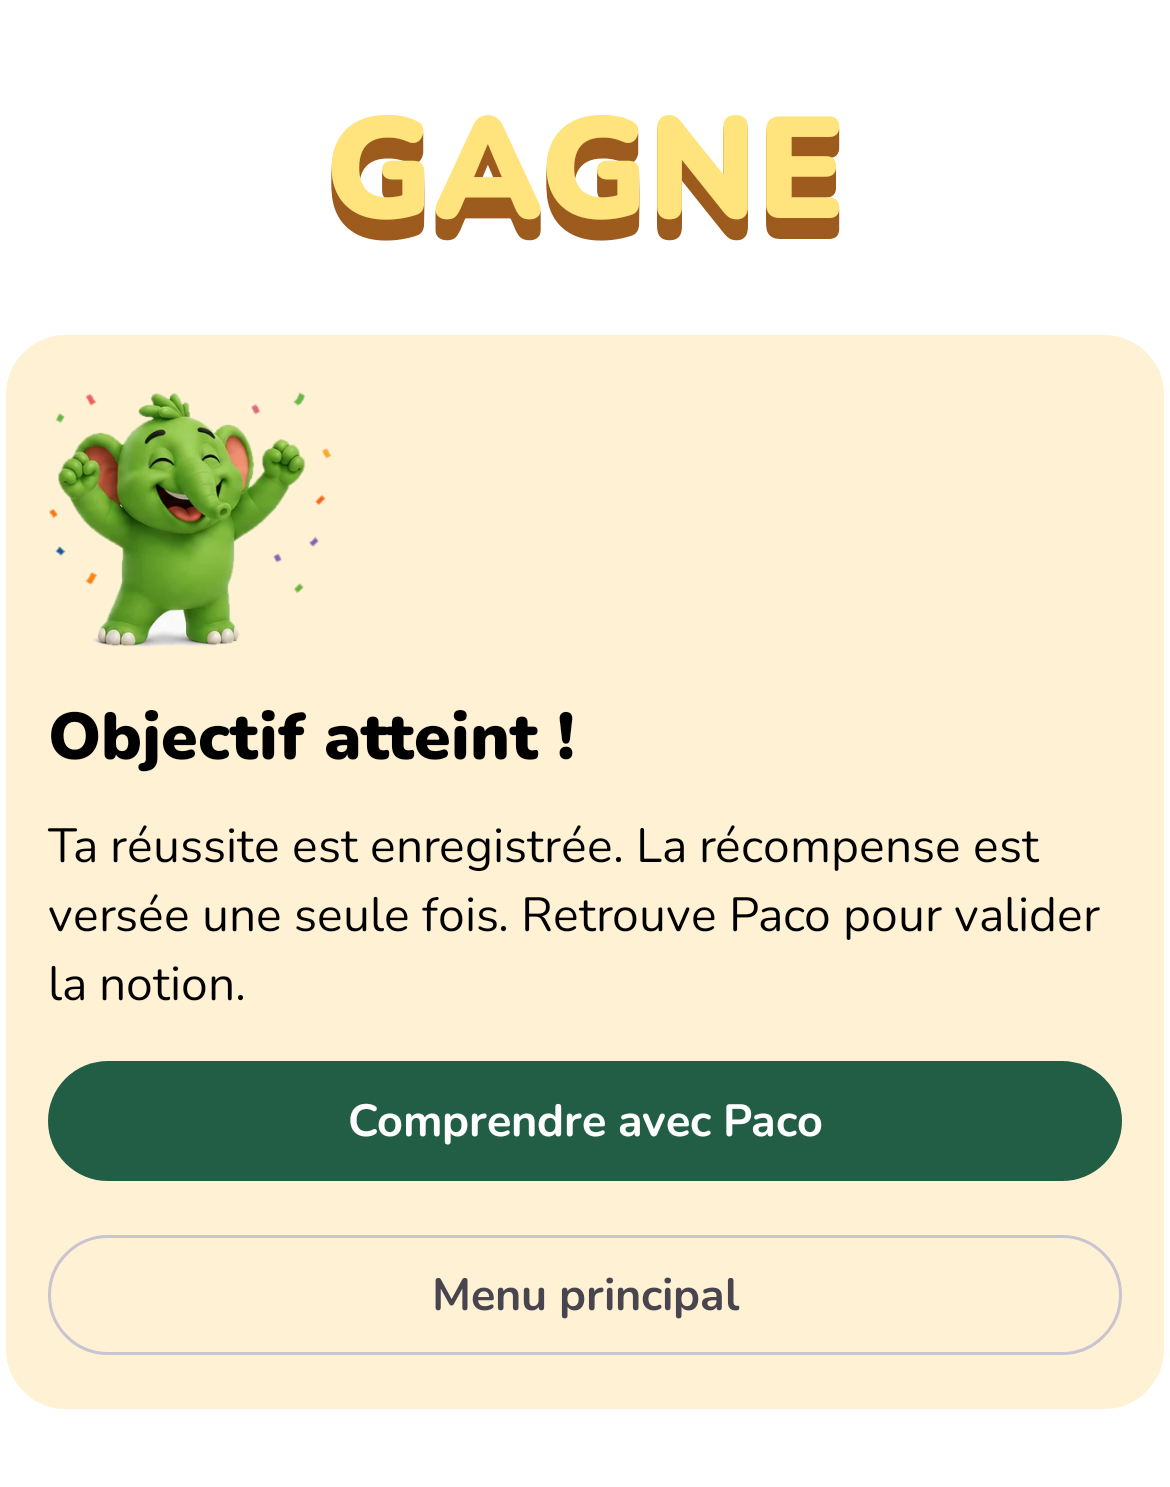 GAGNE
Objectif atteint !
Ta réussite est enregistrée. La récompense est
versée une seule fois. Retrouve Paco pour valider
la notion.
Comprendre avec Paco
Menu principal